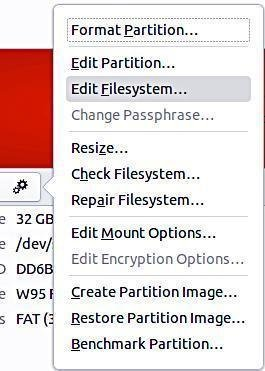 Format Partition...
Edit Partition...
Edit Filesystem...
Change Passphrase...
Resize...
Check Filesystem...
Repair Filesystem...
Edit Mount Options...
Edit Encryption Options...
Create Partition Image...
Restore Partition Image...
Benchmark Partition...
e 32 GB
e /dev/
D DD6B
e W95 F
s FAT (3